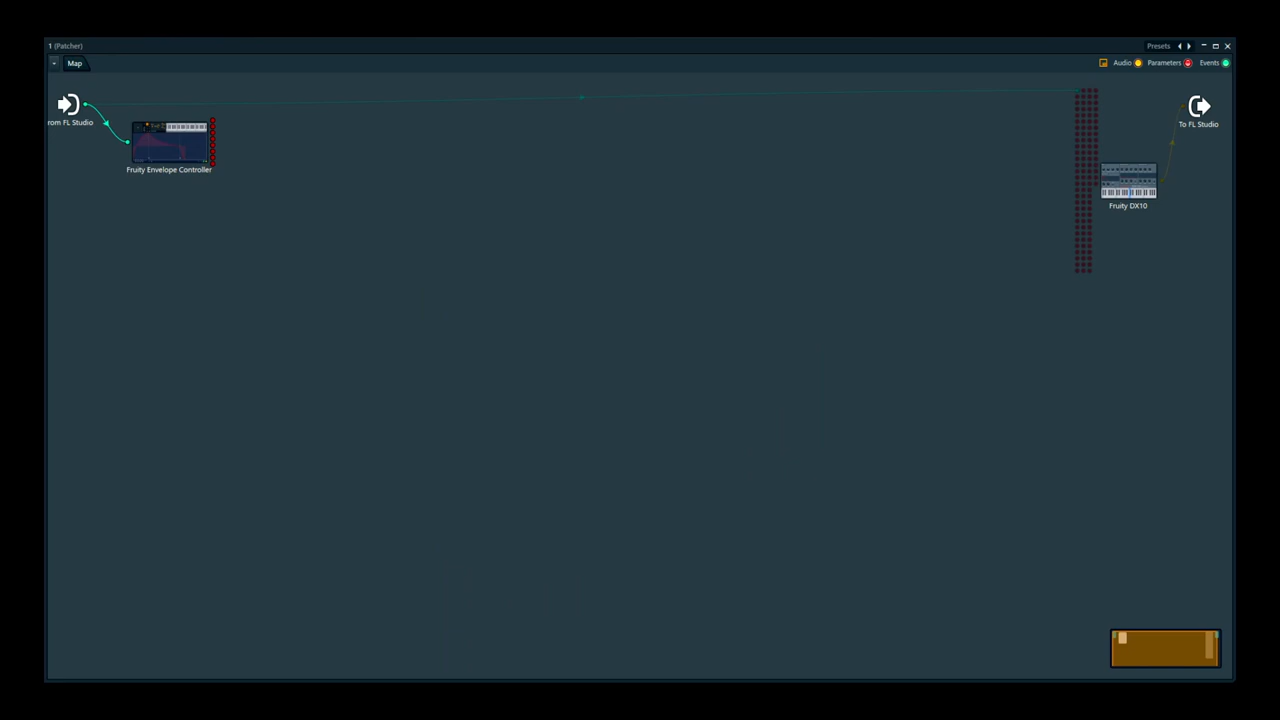 1 (Patcher)
Presets
Map
Audio
Parameters
Events
rom FL Studio
To FL Studio
Fruity Envelope Controller
Fruity DX10